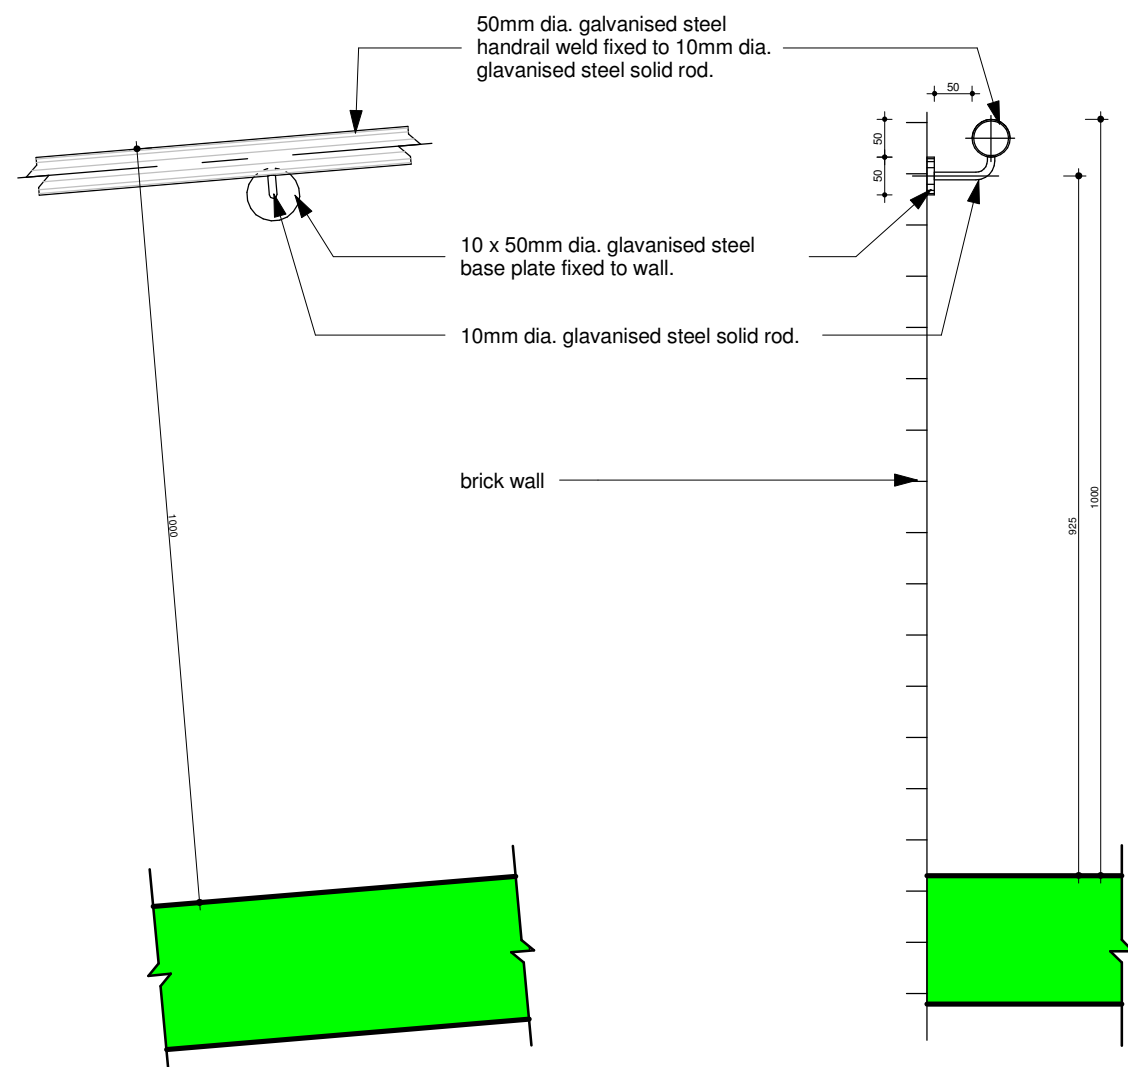 50mm dia. galvanised steel
handrail weld fixed to 10mm dia.
glavanised steel solid rod.
50
50
50
10 x 50mm dia. glavanised steel
base plate fixed to wall.
10mm dia. glavanised steel solid rod.
brick wall
1000
925
1000